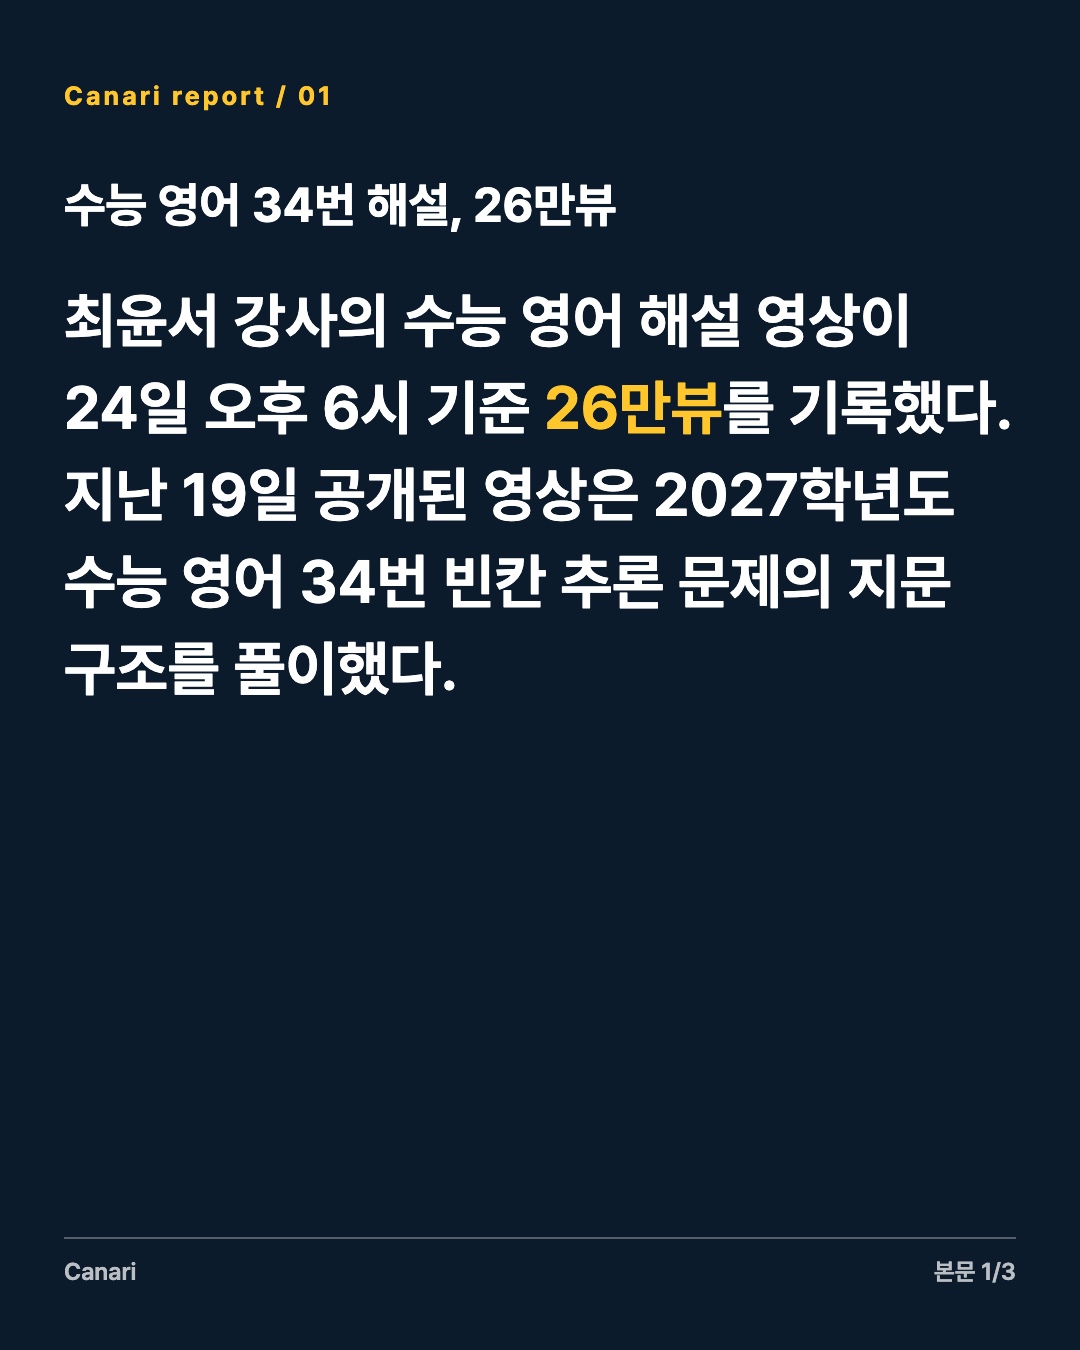 Canari report / 01
수능 영어 34번 해설, 26만뷰
최윤서 강사의 수능 영어 해설 영상이
24일 오후 6시 기준 26만뷰를 기록했다.
지난 19일 공개된 영상은 2027학년도
수능 영어 34번 빈칸 추론 문제의 지문
구조를 풀이했다.
Canari
본문 1/3